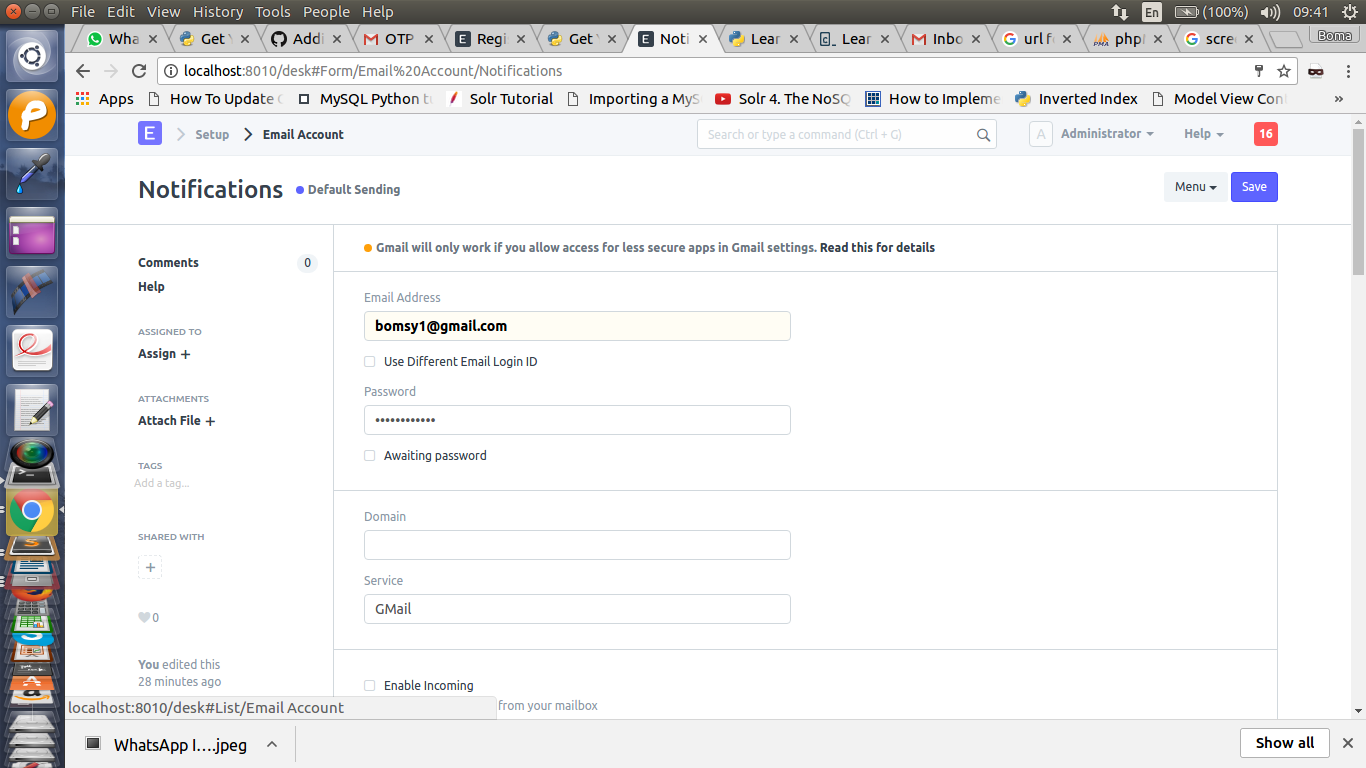 File Edit View History Tools People Help
En (100%) 09:41
Wha Get Addi OTP Regi Get Noti Lear Lear Inbo url f php scre Boma
localhost:8010/desk#Form/Email%20Account/Notifications
Apps How To Update MySQL Python tu Solr Tutorial Importing a MyS Solr 4. The NoSQ How to Impleme Inverted Index Model View Con »
E Setup Email Account Search or type a command (Ctrl + G) A Administrator Help 16
Notifications Default Sending Menu Save
Gmail will only work if you allow access for less secure apps in Gmail settings. Read this for details
Comments 0
Help
ASSIGNED TO
Assign +
ATTACHMENTS
Attach File +
TAGS
Add a tag...
SHARED WITH
+
0
You edited this
28 minutes ago
Email Address
bomsy1@gmail.com
Use Different Email Login ID
Password
••••••••••••
Awaiting password
Domain
Service
GMail
Enable Incoming
from your mailbox
localhost:8010/desk#List/Email Account
WhatsApp I....jpeg Show all